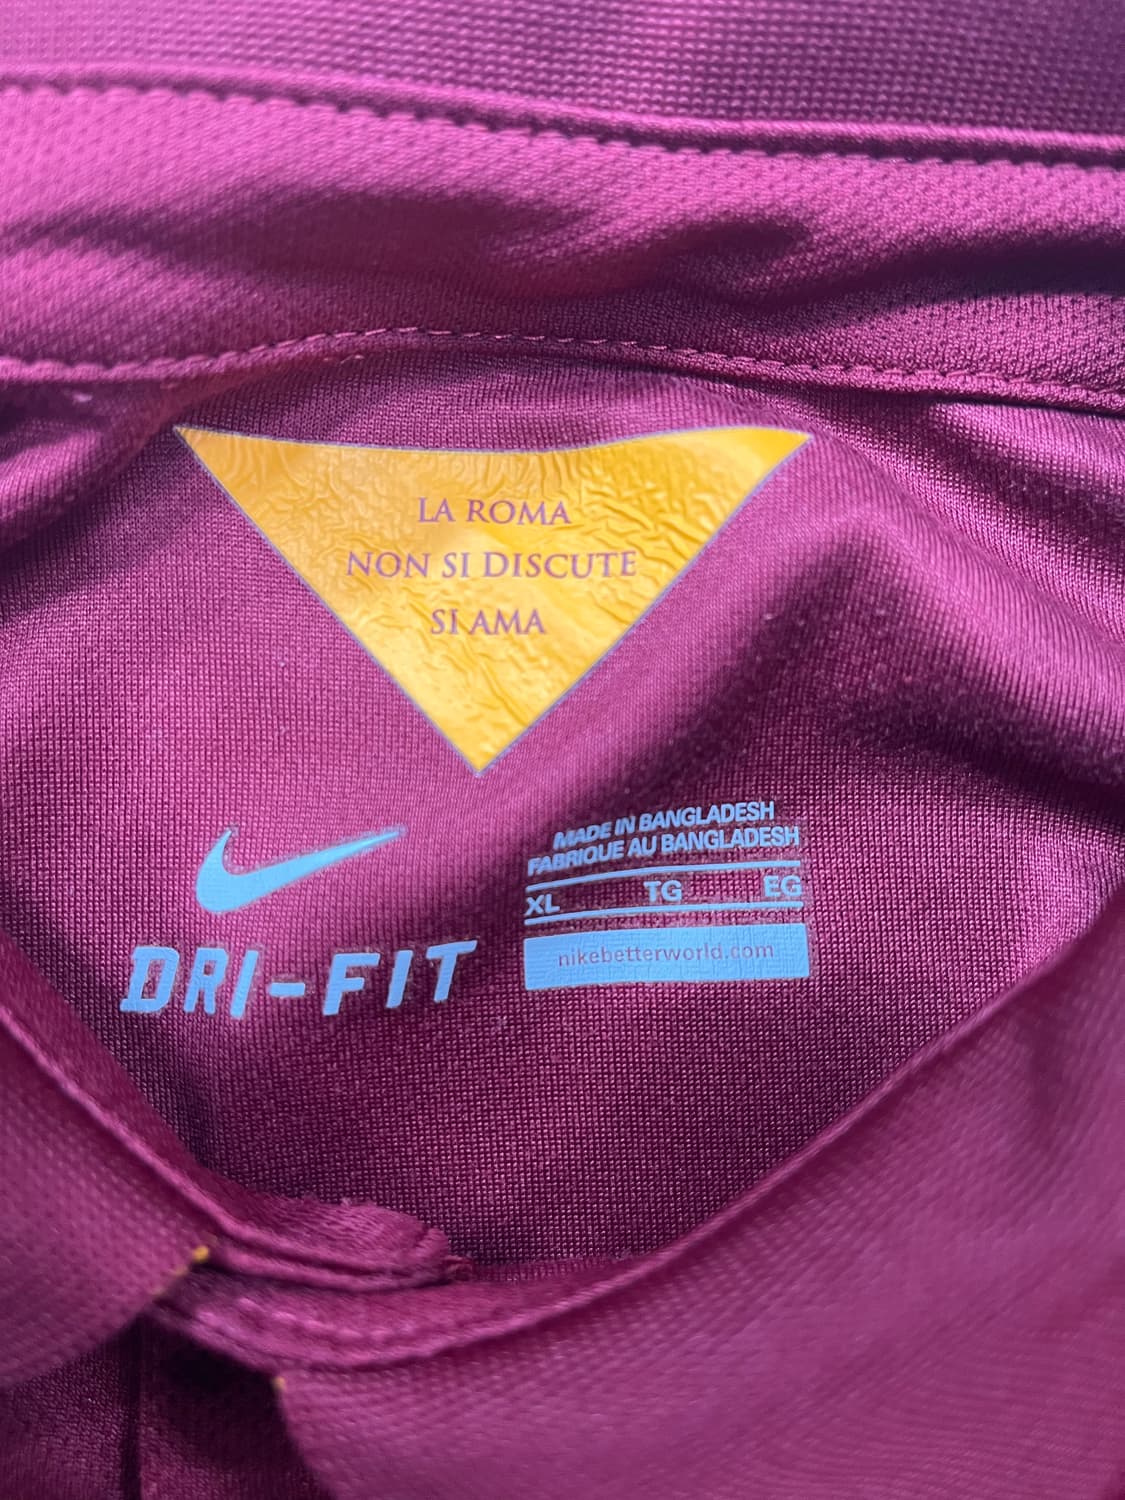 LA ROMA
NON SI DISCUTE
SI AMA
DRI-FIT
MADE IN BANGLADESH
FABRIQUE AU BANGLADESH
XL TG EG
nikebetterworld.com